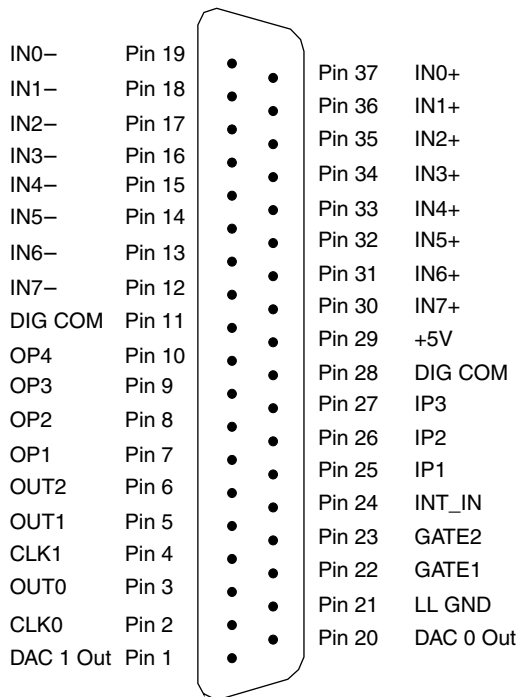 IN0− Pin 19
IN1− Pin 18
IN2− Pin 17
IN3− Pin 16
IN4− Pin 15
IN5− Pin 14
IN6− Pin 13
IN7− Pin 12
DIG COM Pin 11
OP4 Pin 10
OP3 Pin 9
OP2 Pin 8
OP1 Pin 7
OUT2 Pin 6
OUT1 Pin 5
CLK1 Pin 4
OUT0 Pin 3
CLK0 Pin 2
DAC 1 Out Pin 1
Pin 37 IN0+
Pin 36 IN1+
Pin 35 IN2+
Pin 34 IN3+
Pin 33 IN4+
Pin 32 IN5+
Pin 31 IN6+
Pin 30 IN7+
Pin 29 +5V
Pin 28 DIG COM
Pin 27 IP3
Pin 26 IP2
Pin 25 IP1
Pin 24 INT_IN
Pin 23 GATE2
Pin 22 GATE1
Pin 21 LL GND
Pin 20 DAC 0 Out